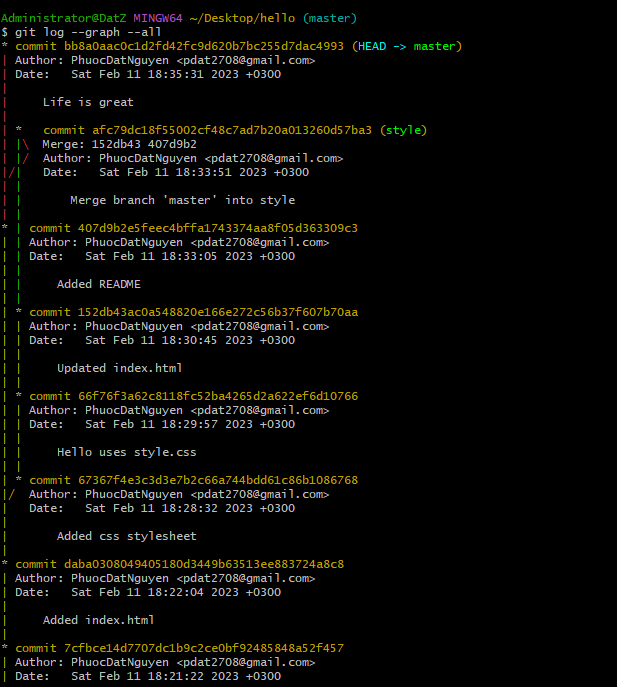 Administrator@DatZ MINGW64 ~/Desktop/hello (master)
$ git log --graph --all
* commit bb8a0aac0c1d2fd42fc9d620b7bc255d7dac4993 (HEAD -> master)
| Author: PhuocDatNguyen <pdat2708@gmail.com>
| Date:   Sat Feb 11 18:35:31 2023 +0300
|
|     Life is great
|
| *   commit afc79dc18f55002cf48c7ad7b20a013260d57ba3 (style)
| |\  Merge: 152db43 407d9b2
| |/  Author: PhuocDatNguyen <pdat2708@gmail.com>
|/|   Date:   Sat Feb 11 18:33:51 2023 +0300
| |
| |       Merge branch 'master' into style
| |
* | commit 407d9b2e5feec4bffa1743374aa8f05d363309c3
| | Author: PhuocDatNguyen <pdat2708@gmail.com>
| | Date:   Sat Feb 11 18:33:05 2023 +0300
| |
| |     Added README
| |
| * commit 152db43ac0a548820e166e272c56b37f607b70aa
| | Author: PhuocDatNguyen <pdat2708@gmail.com>
| | Date:   Sat Feb 11 18:30:45 2023 +0300
| |
| |     Updated index.html
| |
| * commit 66f76f3a62c8118fc52ba4265d2a622ef6d10766
| | Author: PhuocDatNguyen <pdat2708@gmail.com>
| | Date:   Sat Feb 11 18:29:57 2023 +0300
| |
| |     Hello uses style.css
| |
| * commit 67367f4e3c3d3e7b2c66a744bdd61c86b1086768
|/  Author: PhuocDatNguyen <pdat2708@gmail.com>
|   Date:   Sat Feb 11 18:28:32 2023 +0300
|
|       Added css stylesheet
|
* commit daba0308049405180d3449b63513ee883724a8c8
| Author: PhuocDatNguyen <pdat2708@gmail.com>
| Date:   Sat Feb 11 18:22:04 2023 +0300
|
|     Added index.html
|
* commit 7cfbce14d7707dc1b9c2ce0bf92485848a52f457
| Author: PhuocDatNguyen <pdat2708@gmail.com>
| Date:   Sat Feb 11 18:21:22 2023 +0300